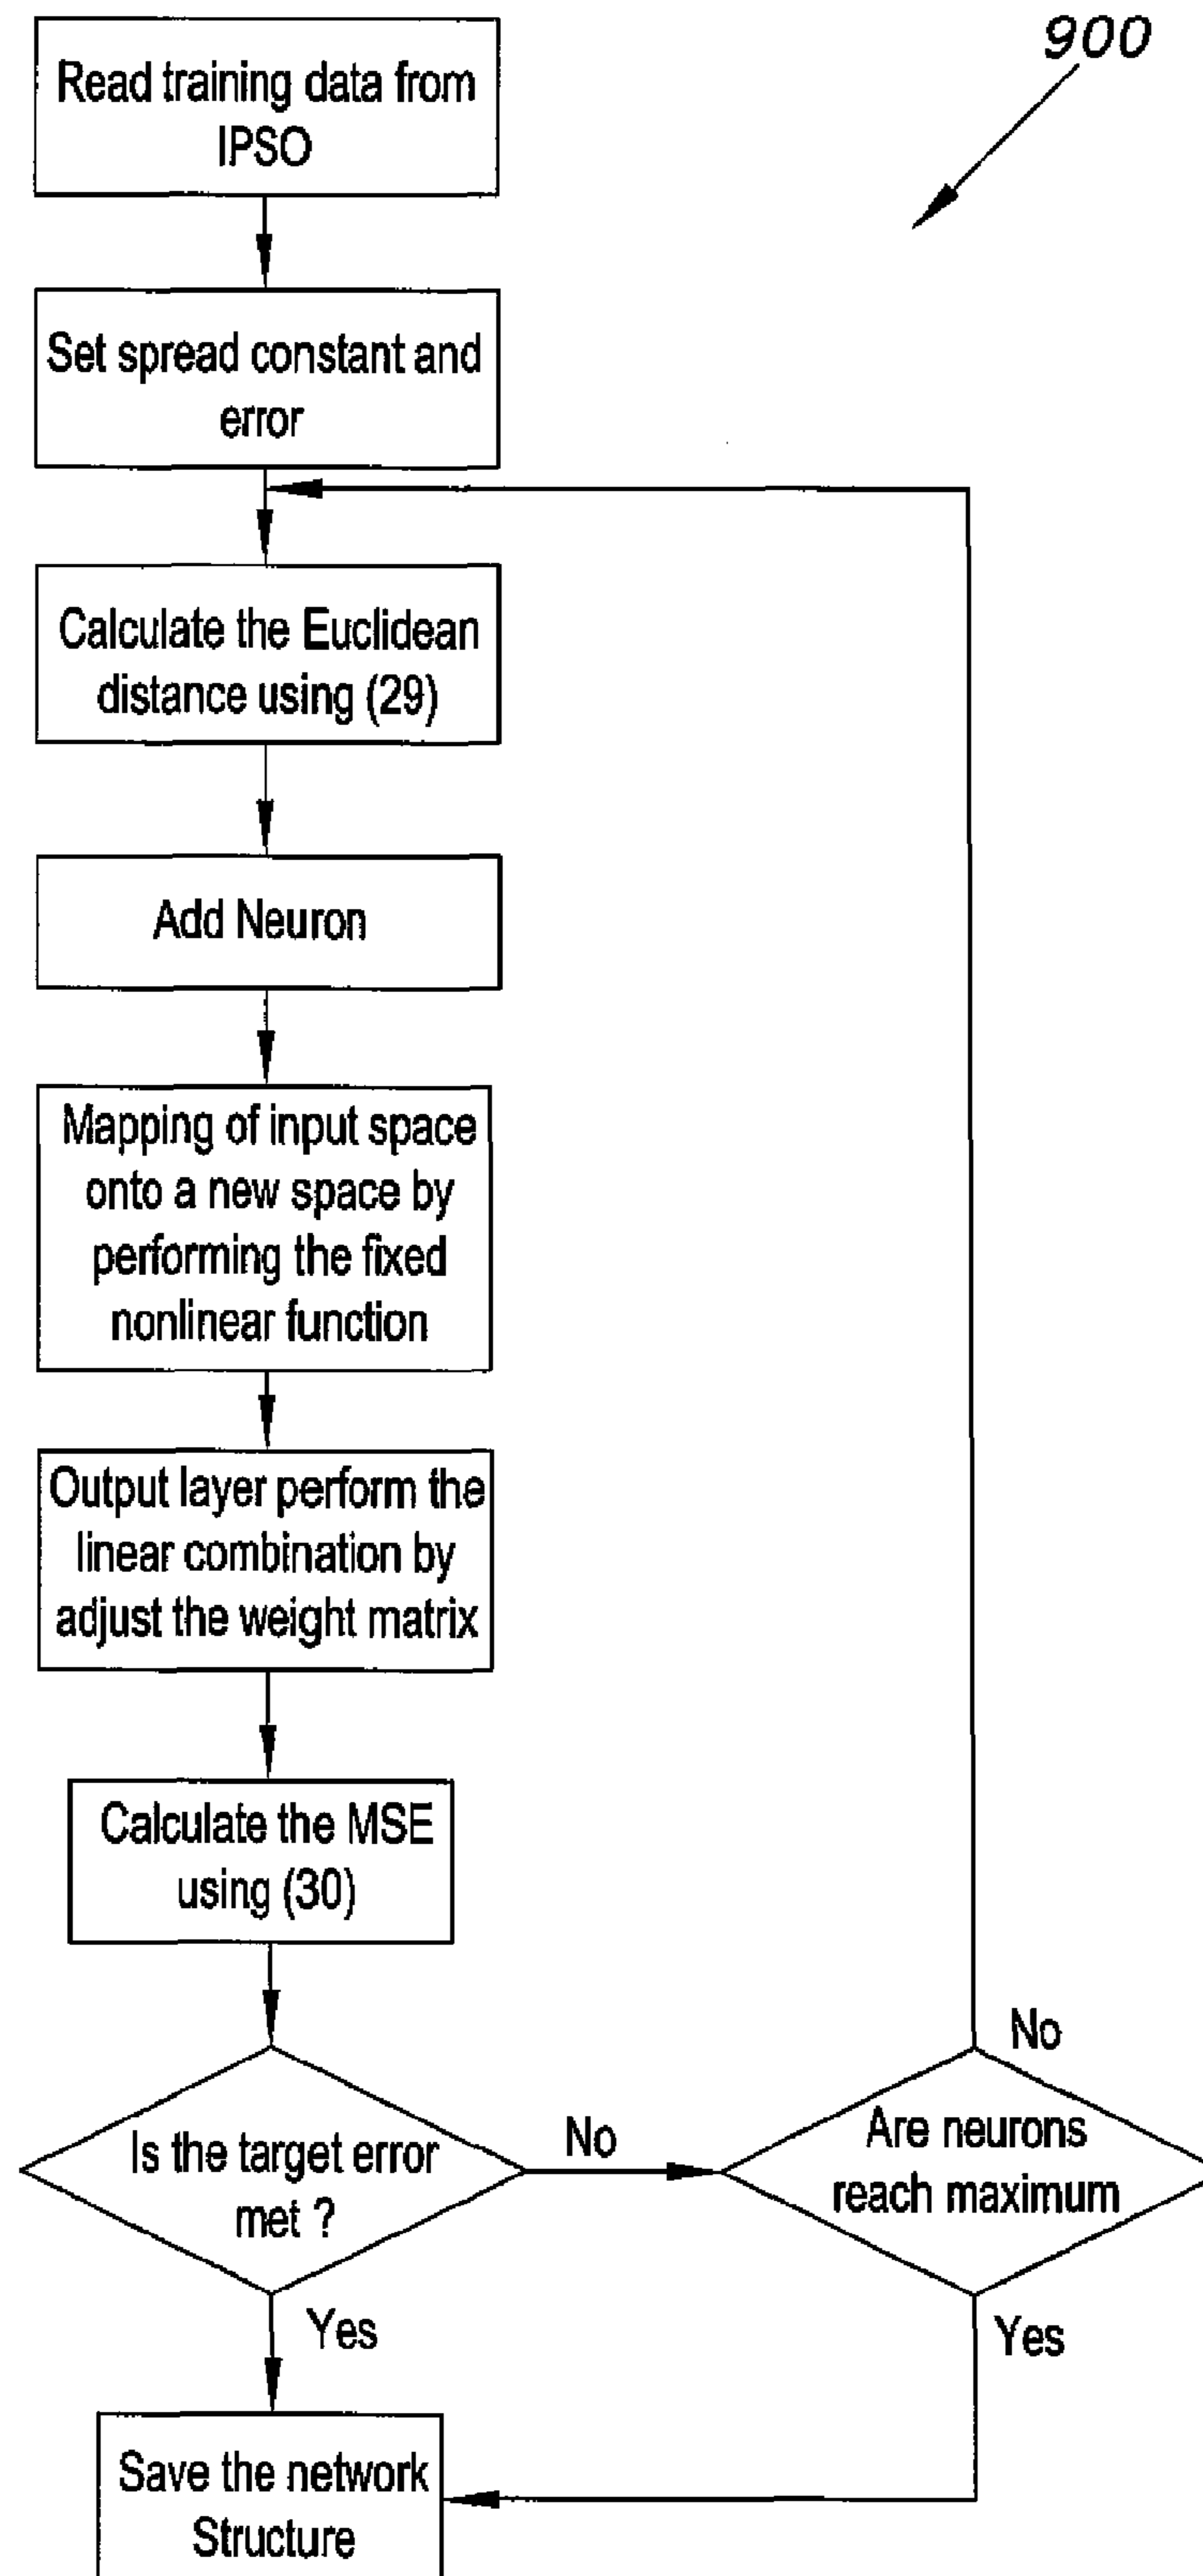 900
Read training data from
IPSO
Set spread constant and
error
Calculate the Euclidean
distance using (29)
Add Neuron
Mapping of input space
onto a new space by
performing the fixed
nonlinear function
Output layer perform the
linear combination by
adjust the weight matrix
Calculate the MSE
using (30)
Is the target error
met ?
No
Are neurons
reach maximum
No
Yes
Yes
Save the network
Structure